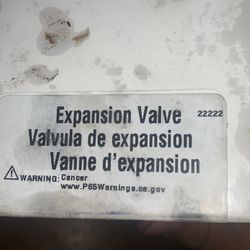 Expansion Valve 22222
Valvula de expansion
Vanne d'expansion
⚠WARNING: Cancer
www.P65Warnings.ca.gov